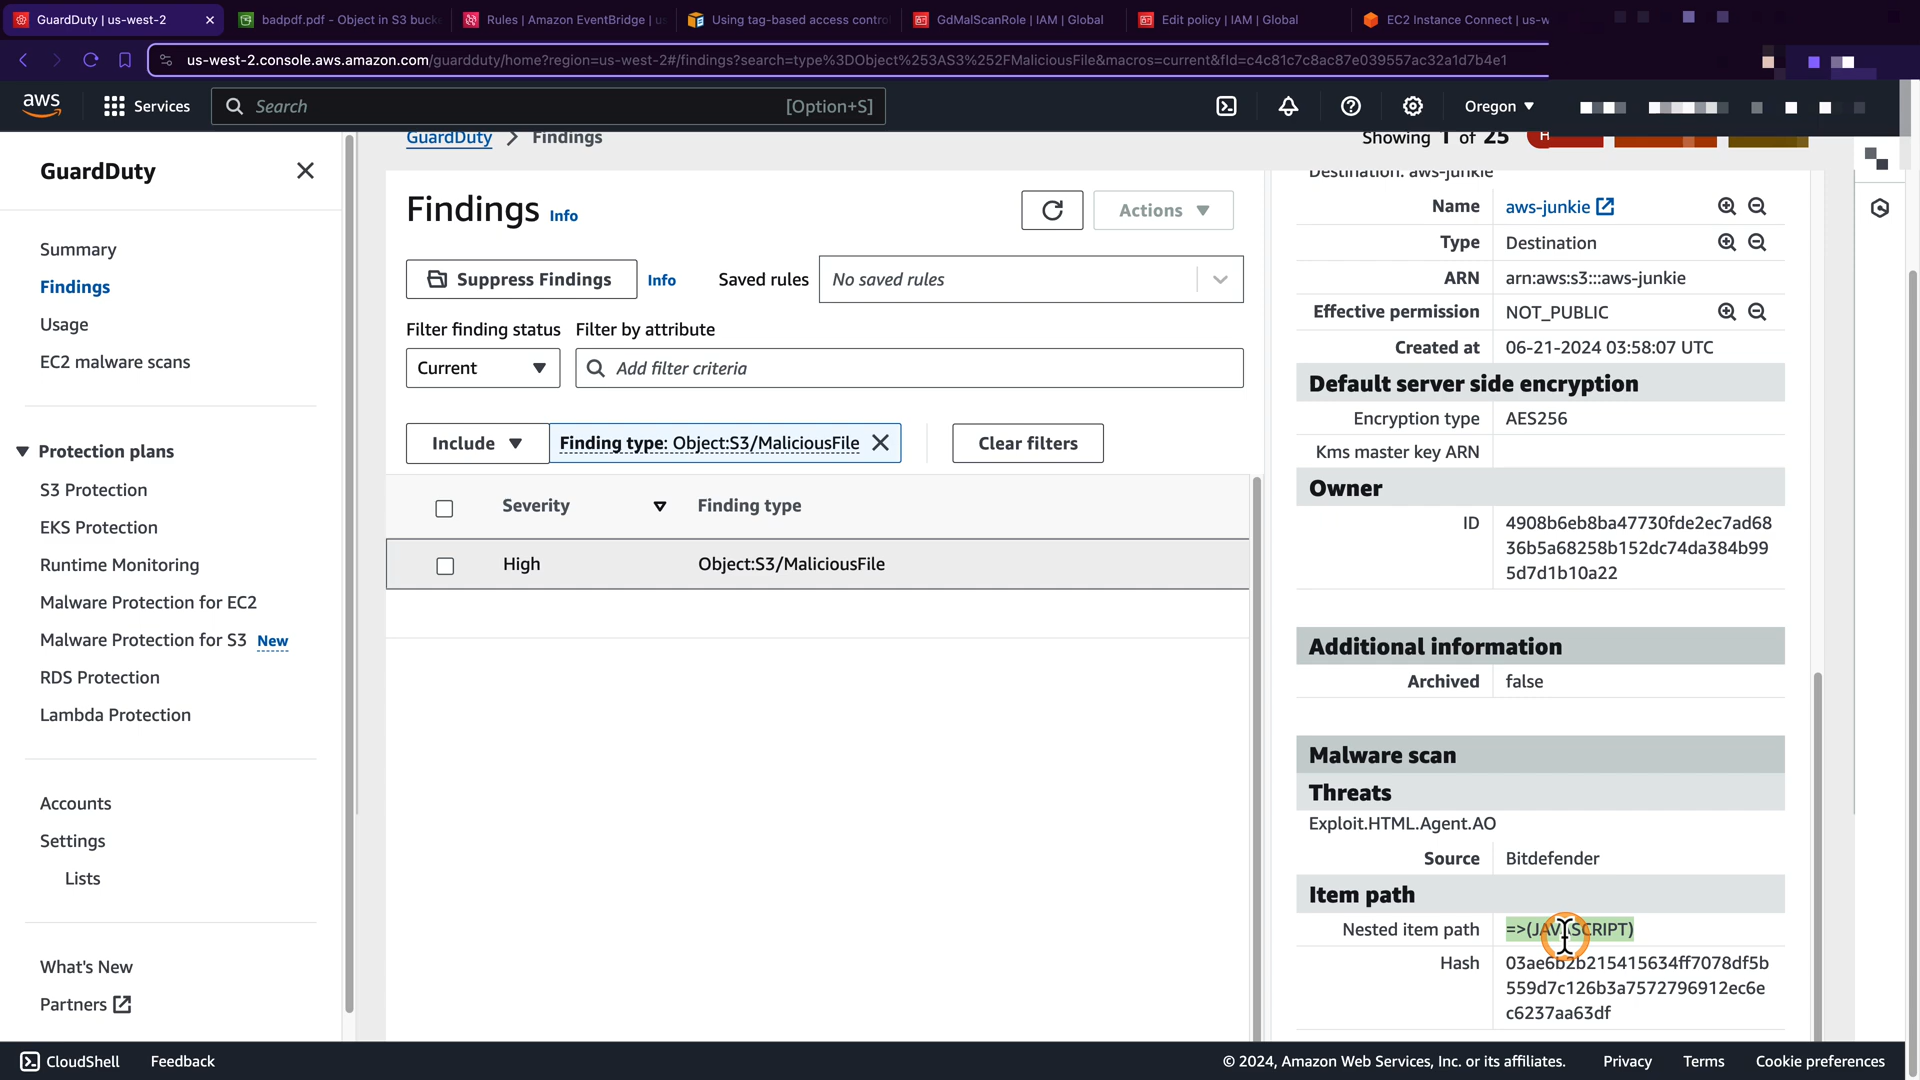 GuardDuty | us-west-2
badpdf.pdf - Object in S3 bucke
Rules | Amazon EventBridge | us
Using tag-based access contro
GdMalScanRole | IAM | Global
Edit policy | IAM | Global
EC2 Instance Connect | us-w
us-west-2.console.aws.amazon.com/guardduty/home?region=us-west-2#/findings?search=type%3DObject%253AS3%252FMaliciousFile&macros=current&fId=c4c81c7c8ac87e039557ac32a1d7b4e1
aws
Services
Search
[Option+S]
Oregon
GuardDuty
Summary
Findings
Usage
EC2 malware scans
Protection plans
S3 Protection
EKS Protection
Runtime Monitoring
Malware Protection for EC2
Malware Protection for S3 New
RDS Protection
Lambda Protection
Accounts
Settings
Lists
What's New
Partners
GuardDuty > Findings
Showing 1 of 25
H
Findings Info
Actions
Suppress Findings Info
Saved rules
No saved rules
Filter finding status
Filter by attribute
Current
Add filter criteria
Include
Finding type: Object:S3/MaliciousFile
Clear filters
Severity
Finding type
High
Object:S3/MaliciousFile
Destination: aws-junkie
Name aws-junkie
Type Destination
ARN arn:aws:s3:::aws-junkie
Effective permission NOT_PUBLIC
Created at 06-21-2024 03:58:07 UTC
Default server side encryption
Encryption type AES256
Kms master key ARN
Owner
ID 4908b6eb8ba47730fde2ec7ad68
36b5a68258b152dc74da384b99
5d7d1b10a22
Additional information
Archived false
Malware scan
Threats
Exploit.HTML.Agent.AO
Source Bitdefender
Item path
Nested item path =>(JAVASCRIPT)
Hash 03ae6b2b215415634ff7078df5b
559d7c126b3a7572796912ec6e
c6237aa63df
CloudShell
Feedback
© 2024, Amazon Web Services, Inc. or its affiliates.
Privacy
Terms
Cookie preferences